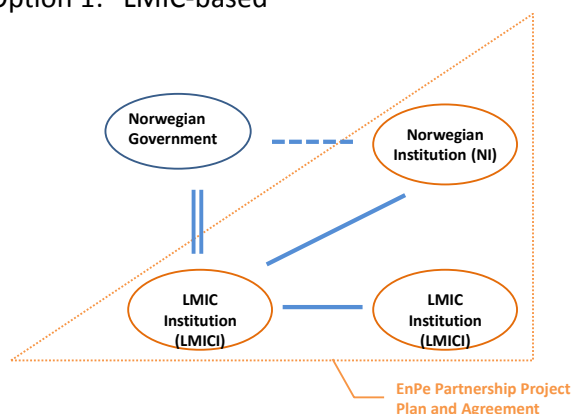 Option 1: LMIC-based
Norwegian
Government
Norwegian
Institution (NI)
LMIC
Institution
(LMICI)
LMIC
Institution
(LMICI)
EnPe Partnership Project
Plan and Agreement